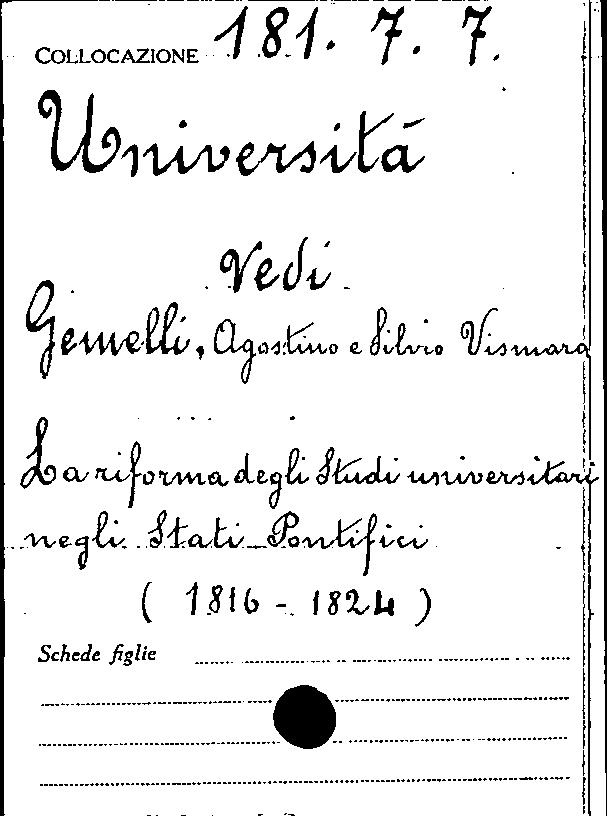 COLLOCAZIONE 181. 7. 7.
Universitá
Vedi
Gemelli, Agostino e Silvio Vismara
La riforma degli Studi universitari
negli Stati Pontifici
( 1816 - 1824 )
Schede figlie